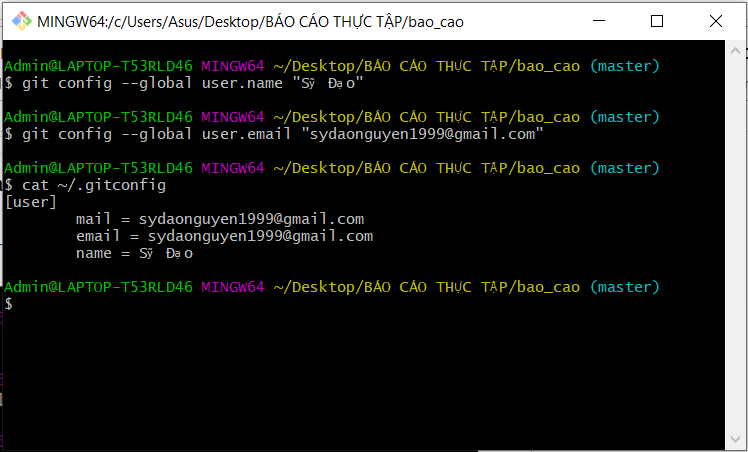 MINGW64:/c/Users/Asus/Desktop/BÁO CÁO THỰC TẬP/bao_cao
Admin@LAPTOP-T53RLD46 MINGW64 ~/Desktop/BÁO CÁO THỰC TẬP/bao_cao (master)
$ git config --global user.name "Sỹ Đạo"
Admin@LAPTOP-T53RLD46 MINGW64 ~/Desktop/BÁO CÁO THỰC TẬP/bao_cao (master)
$ git config --global user.email "sydaonguyen1999@gmail.com"
Admin@LAPTOP-T53RLD46 MINGW64 ~/Desktop/BÁO CÁO THỰC TẬP/bao_cao (master)
$ cat ~/.gitconfig
[user]
mail = sydaonguyen1999@gmail.com
email = sydaonguyen1999@gmail.com
name = Sỹ Đạo
Admin@LAPTOP-T53RLD46 MINGW64 ~/Desktop/BÁO CÁO THỰC TẬP/bao_cao (master)
$